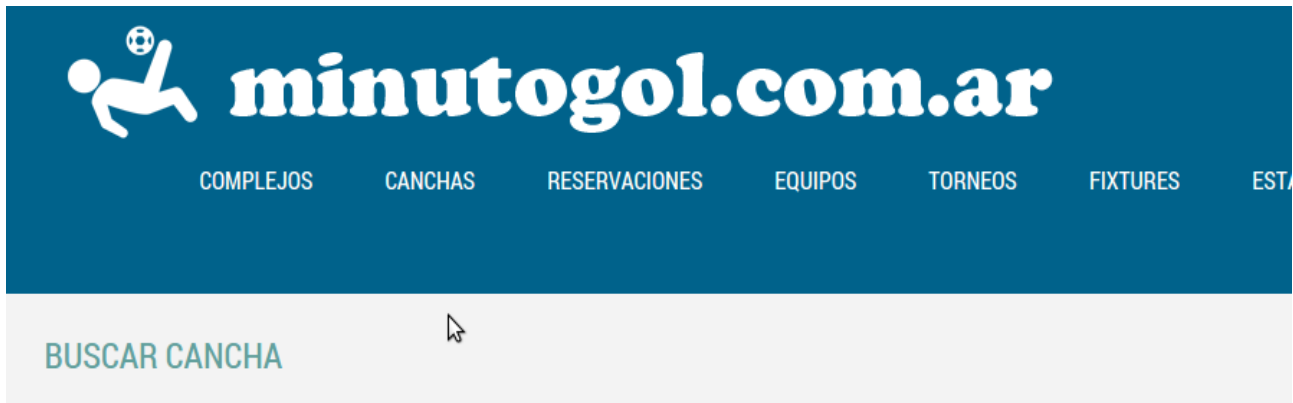 minutogol.com.ar
COMPLEJOS CANCHAS RESERVACIONES EQUIPOS TORNEOS FIXTURES
BUSCAR CANCHA